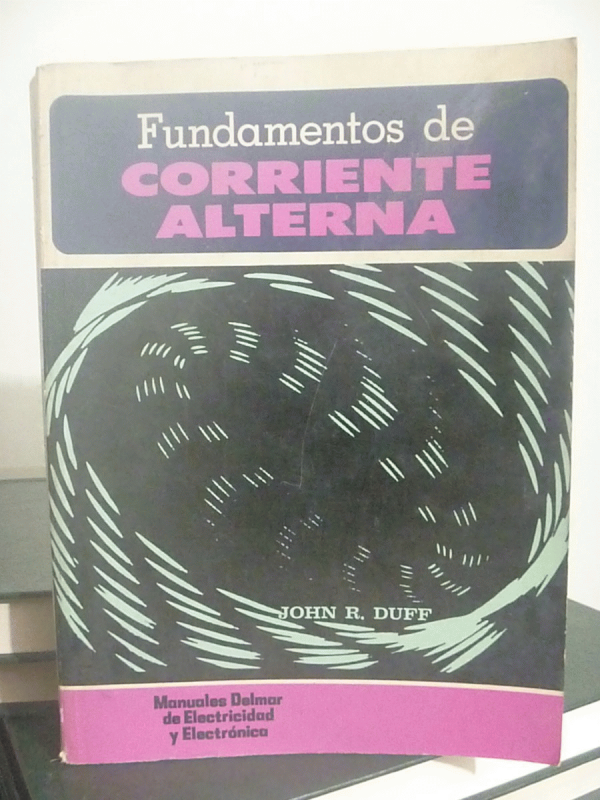 Fundamentos de
CORRIENTE
ALTERNA
JOHN R. DUFF
Manuales Delmar
de Electricidad
y Electrónica